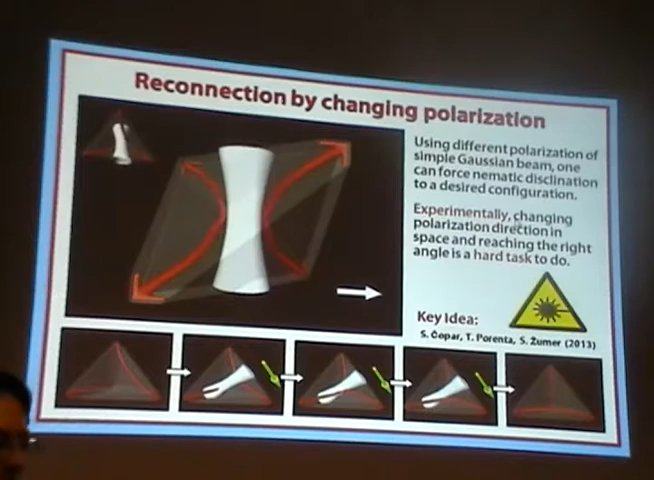 Reconnection by changing polarization
Using different polarization of
simple Gaussian beam, one
can force nematic disclination
to a desired configuration.
Experimentally, changing
polarization direction in
space and reaching the right
angle is a hard task to do.
Key Idea:
S. Čopar, T. Porenta, S. Žumer (2013)